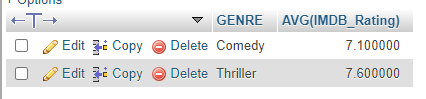 + Options
←T→ GENRE AVG(IMDB_Rating)
Edit Copy Delete Comedy 7.100000
Edit Copy Delete Thriller 7.600000